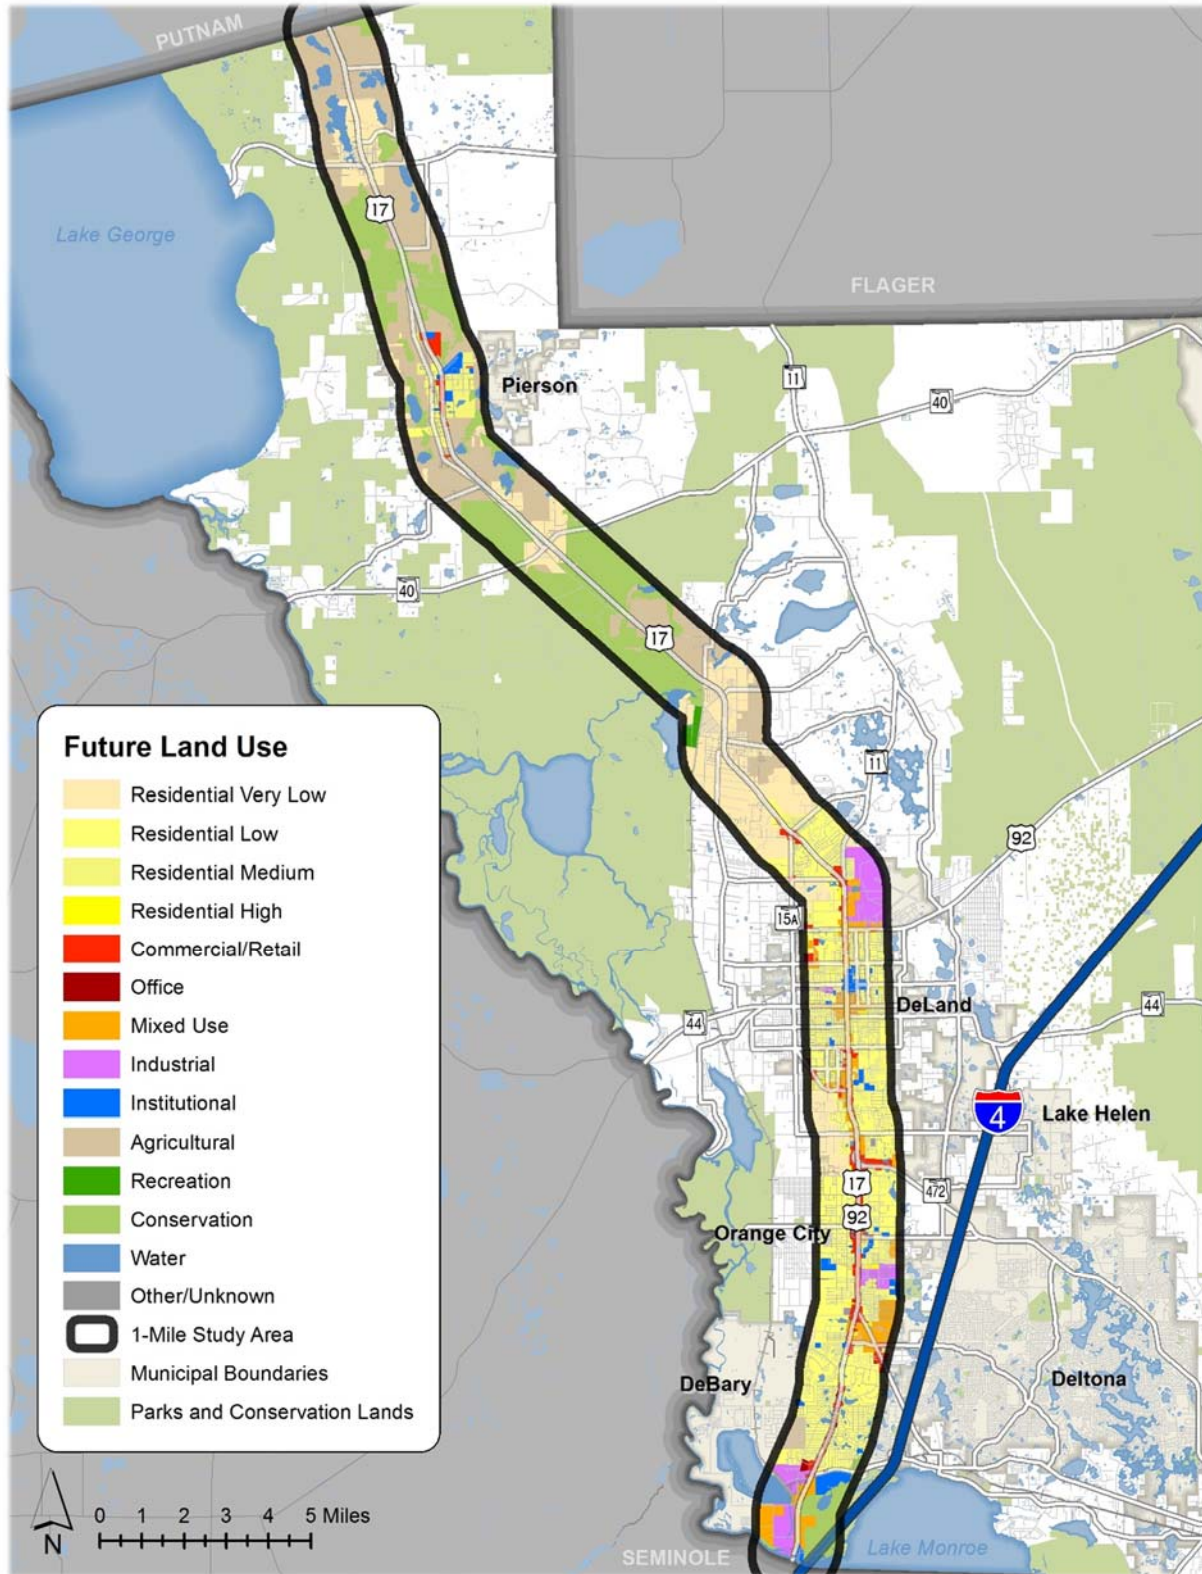 PUTNAM
Lake George
17
FLAGER
Pierson
11
40
40
17
11
92
15A
DeLand
44
44
4
Lake Helen
17
472
92
Orange City
DeBary
Deltona
Future Land Use
Residential Very Low
Residential Low
Residential Medium
Residential High
Commercial/Retail
Office
Mixed Use
Industrial
Institutional
Agricultural
Recreation
Conservation
Water
Other/Unknown
1-Mile Study Area
Municipal Boundaries
Parks and Conservation Lands
N
0 1 2 3 4 5 Miles
SEMINOLE
Lake Monroe